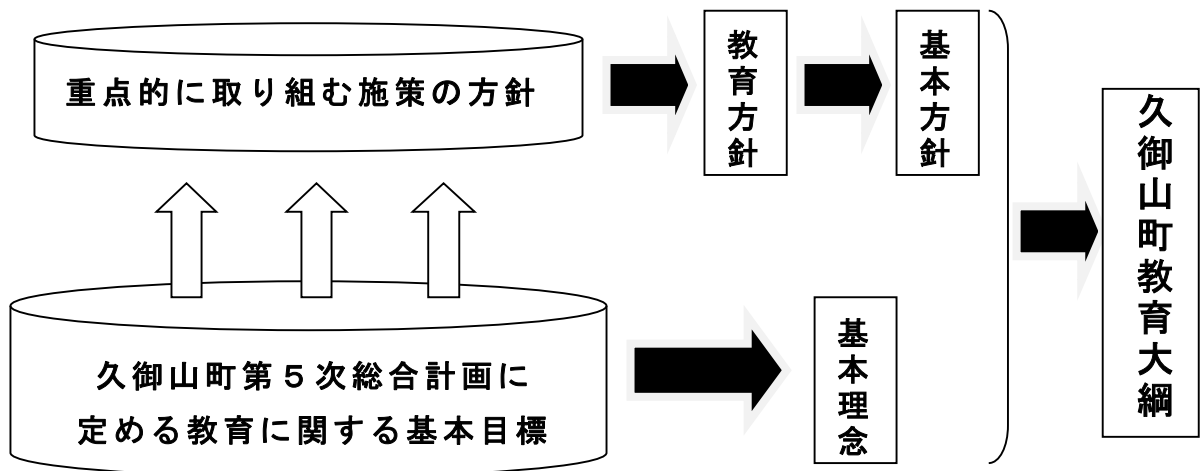 重点的に取り組む施策の方針
教育方針
基本方針
久御山町教育大綱
久御山町第５次総合計画に
定める教育に関する基本目標
基本理念